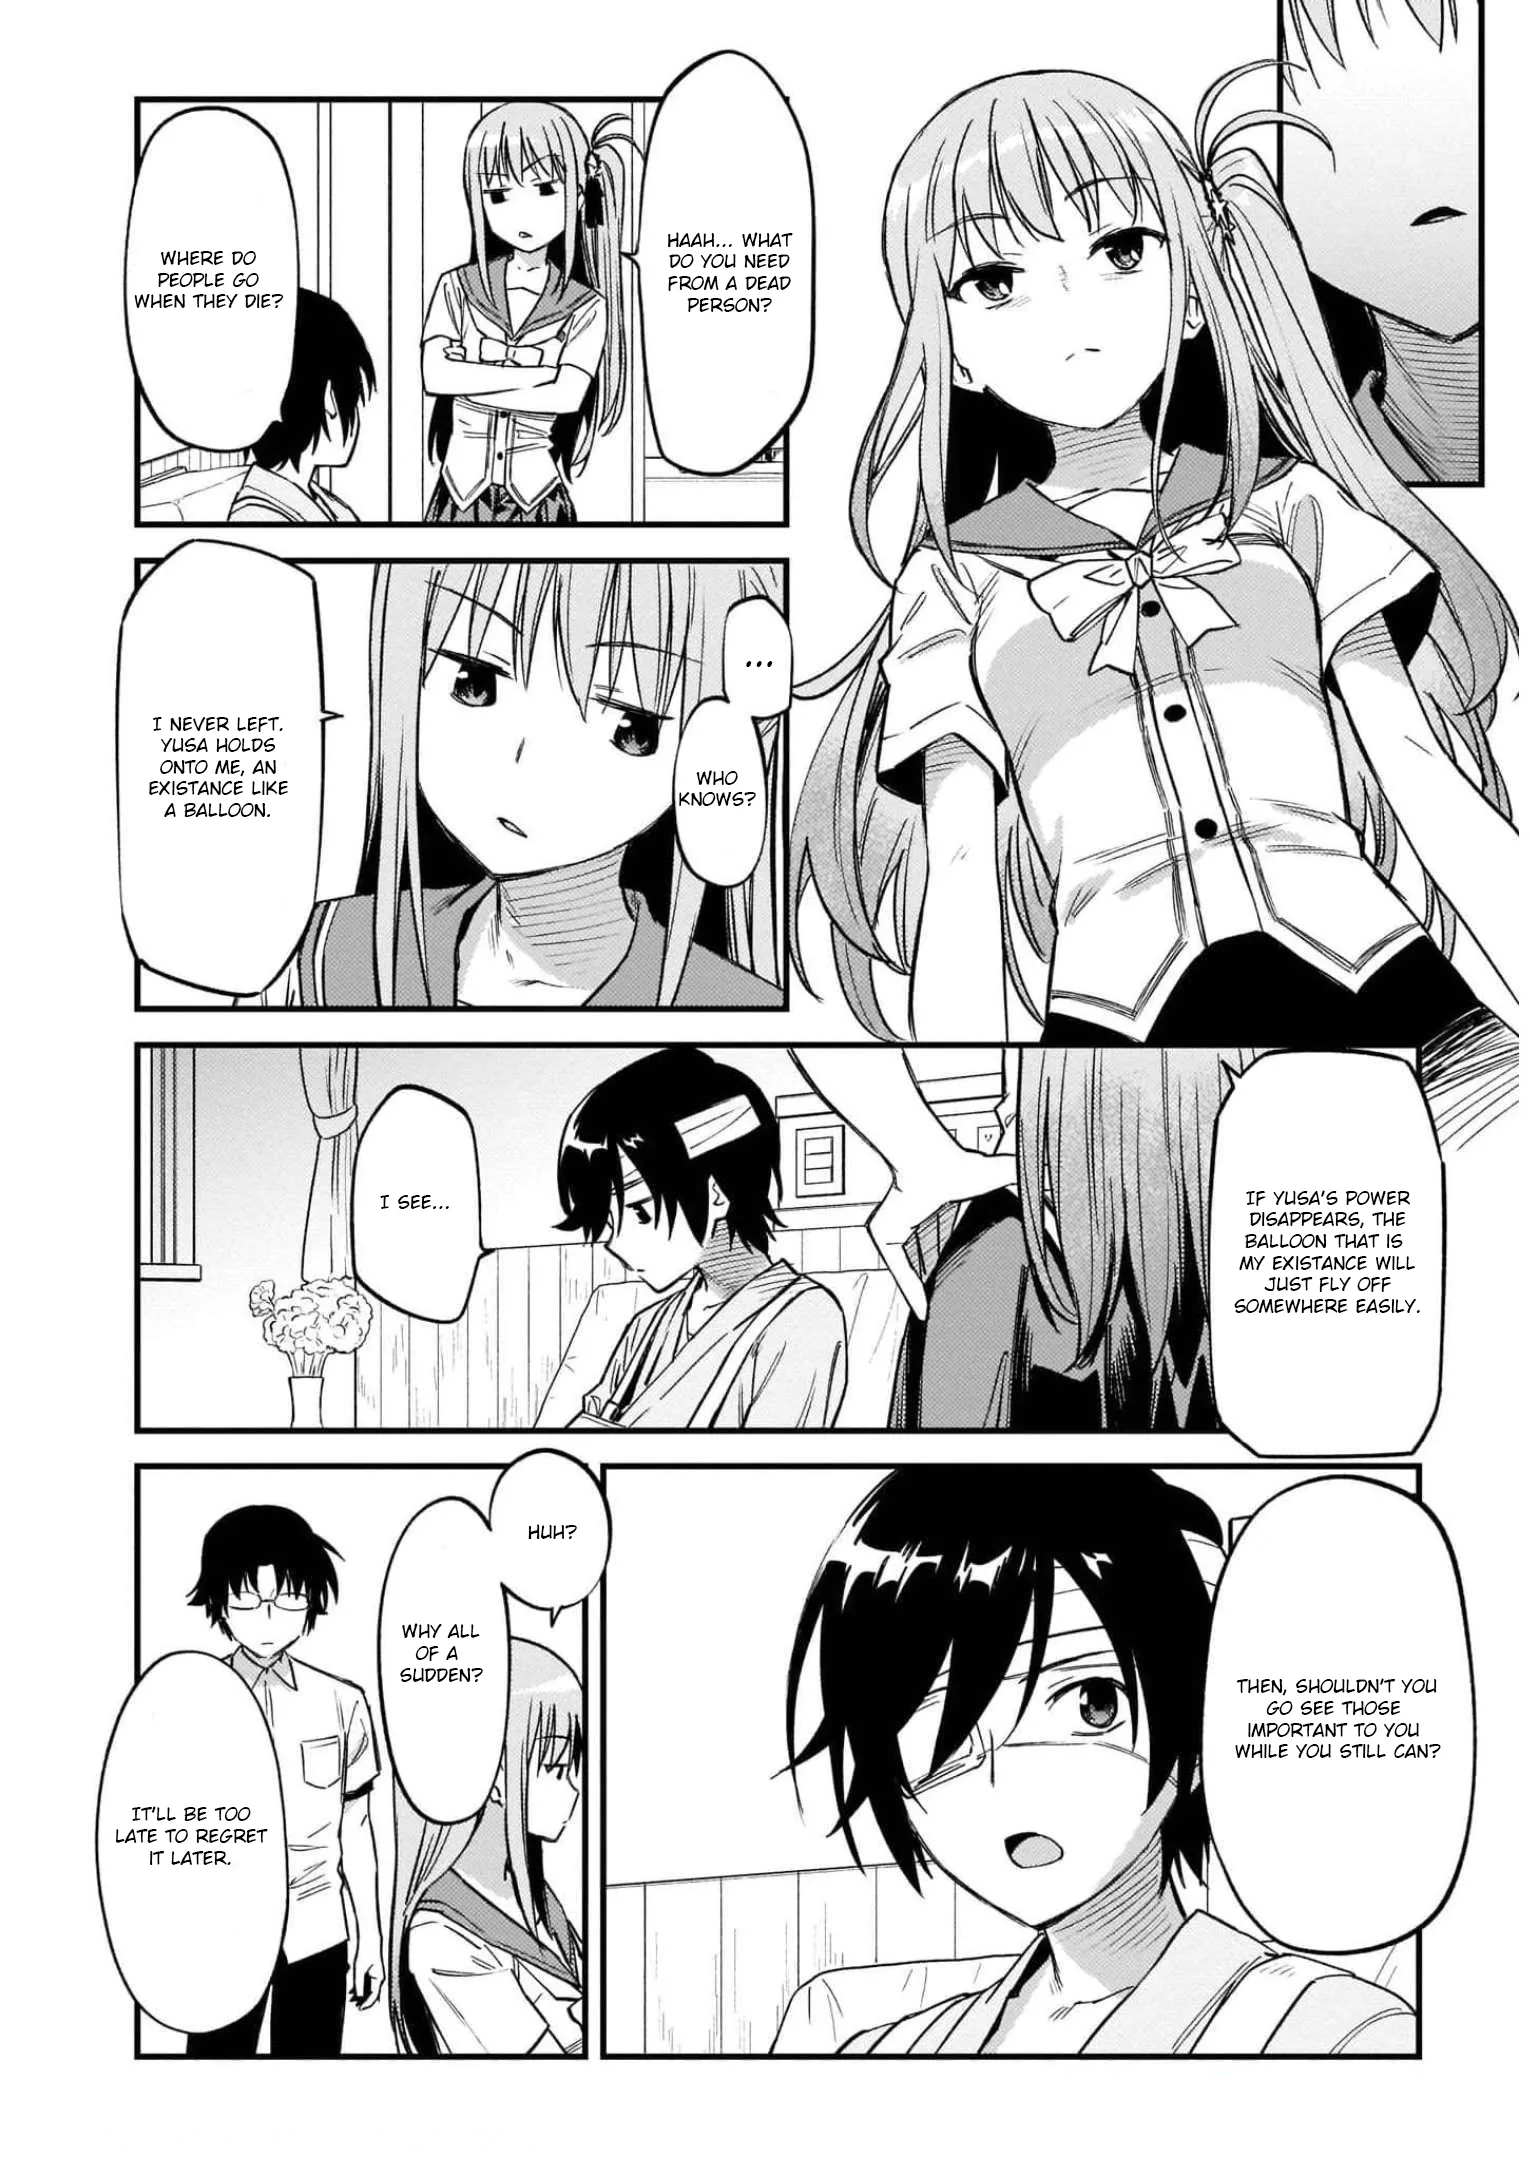 HAAH... WHAT
DO YOU NEED
FROM A DEAD
PERSON?
WHERE DO
PEOPLE GO
WHEN THEY DIE?
...
WHO
KNOWS?
I NEVER LEFT.
YUSA HOLDS
ONTO ME, AN
EXISTANCE LIKE
A BALLOON.
IF YUSA'S POWER
DISAPPEARS, THE
BALLOON THAT IS
MY EXISTANCE WILL
JUST FLY OFF
SOMEWHERE EASILY.
I SEE...
THEN, SHOULDN'T YOU
GO SEE THOSE
IMPORTANT TO YOU
WHILE YOU STILL CAN?
HUH?
WHY ALL
OF A
SUDDEN?
IT'LL BE TOO
LATE TO REGRET
IT LATER.